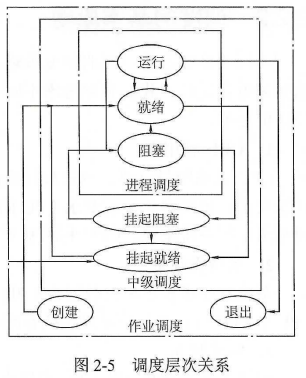 运行
就绪
阻塞
进程调度
挂起阻塞
挂起就绪
中级调度
创建
退出
作业调度
图 2-5 调度层次关系